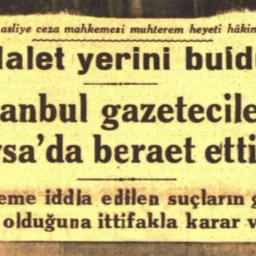 asliye ceza mahkemesi muhterem heyeti hâkim
lalet yerini buldu
anbul gazetecile
rsa'da beraet etti
eme iddia edilen suçların g
olduğuna ittifakla karar v